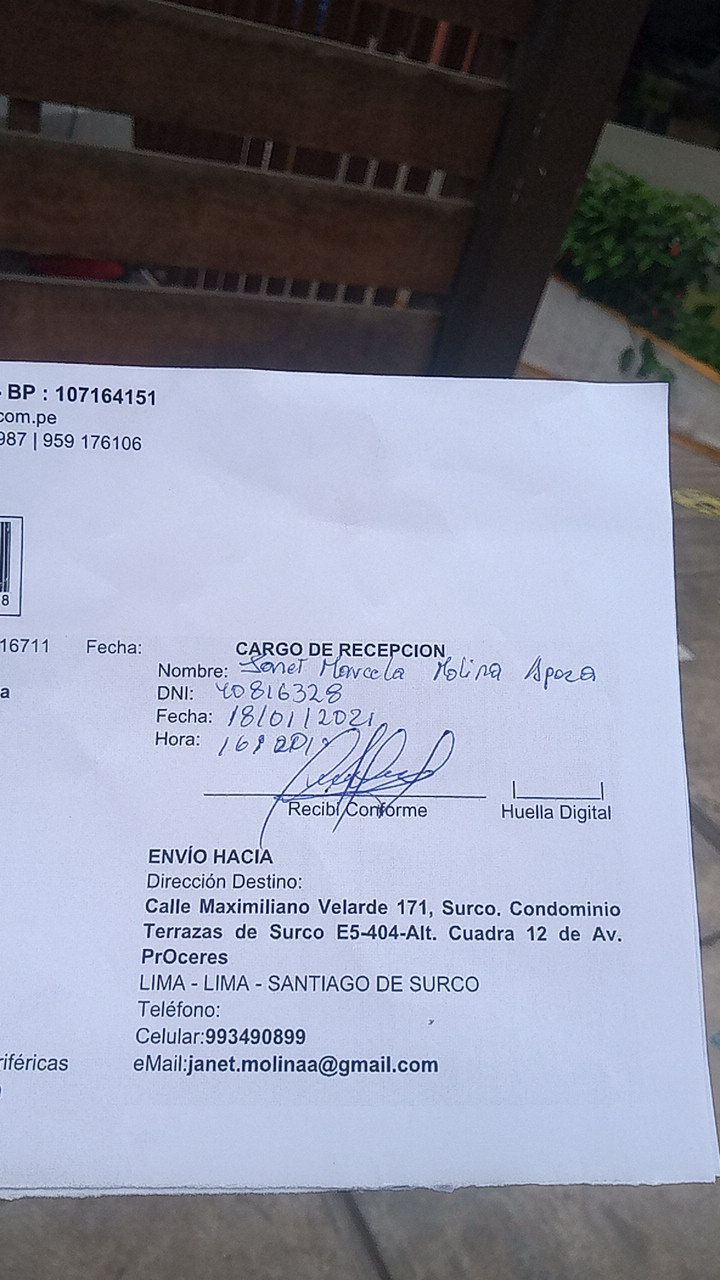 - BP : 107164151
com.pe
987 | 959 176106
8
16711 Fecha:
CARGO DE RECEPCION
Nombre: Janet Marcela Molina Apaza
a
DNI: 40816328
Fecha: 18/01/2021
Hora:
Recibí Conforme
Huella Digital
ENVÍO HACIA
Dirección Destino:
Calle Maximiliano Velarde 171, Surco. Condominio
Terrazas de Surco E5-404-Alt. Cuadra 12 de Av.
PrOceres
LIMA - LIMA - SANTIAGO DE SURCO
Teléfono:
Celular:993490899
riféricas
eMail:janet.molinaa@gmail.com